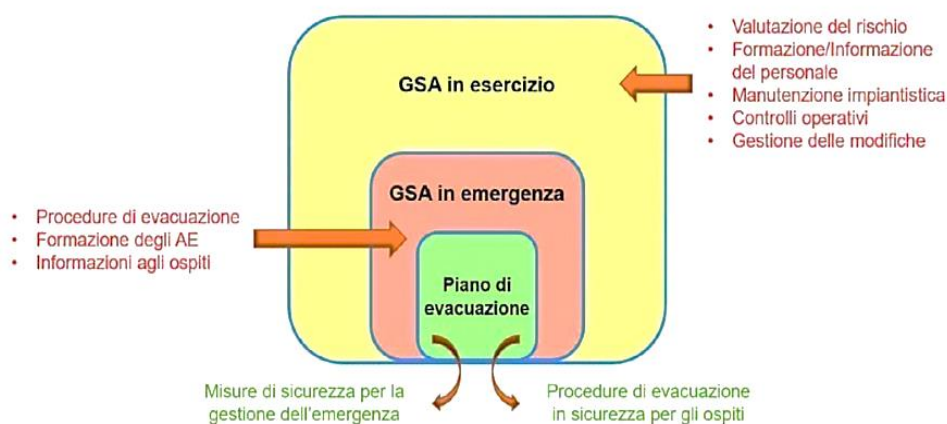 • Valutazione del rischio
• Formazione/Informazione
del personale
• Manutenzione impiantistica
• Controlli operativi
• Gestione delle modifiche
GSA in esercizio
GSA in emergenza
• Procedure di evacuazione
• Formazione degli AE
• Informazioni agli ospiti
Piano di
evacuazione
Misure di sicurezza per la
gestione dell'emergenza
Procedure di evacuazione
in sicurezza per gli ospiti